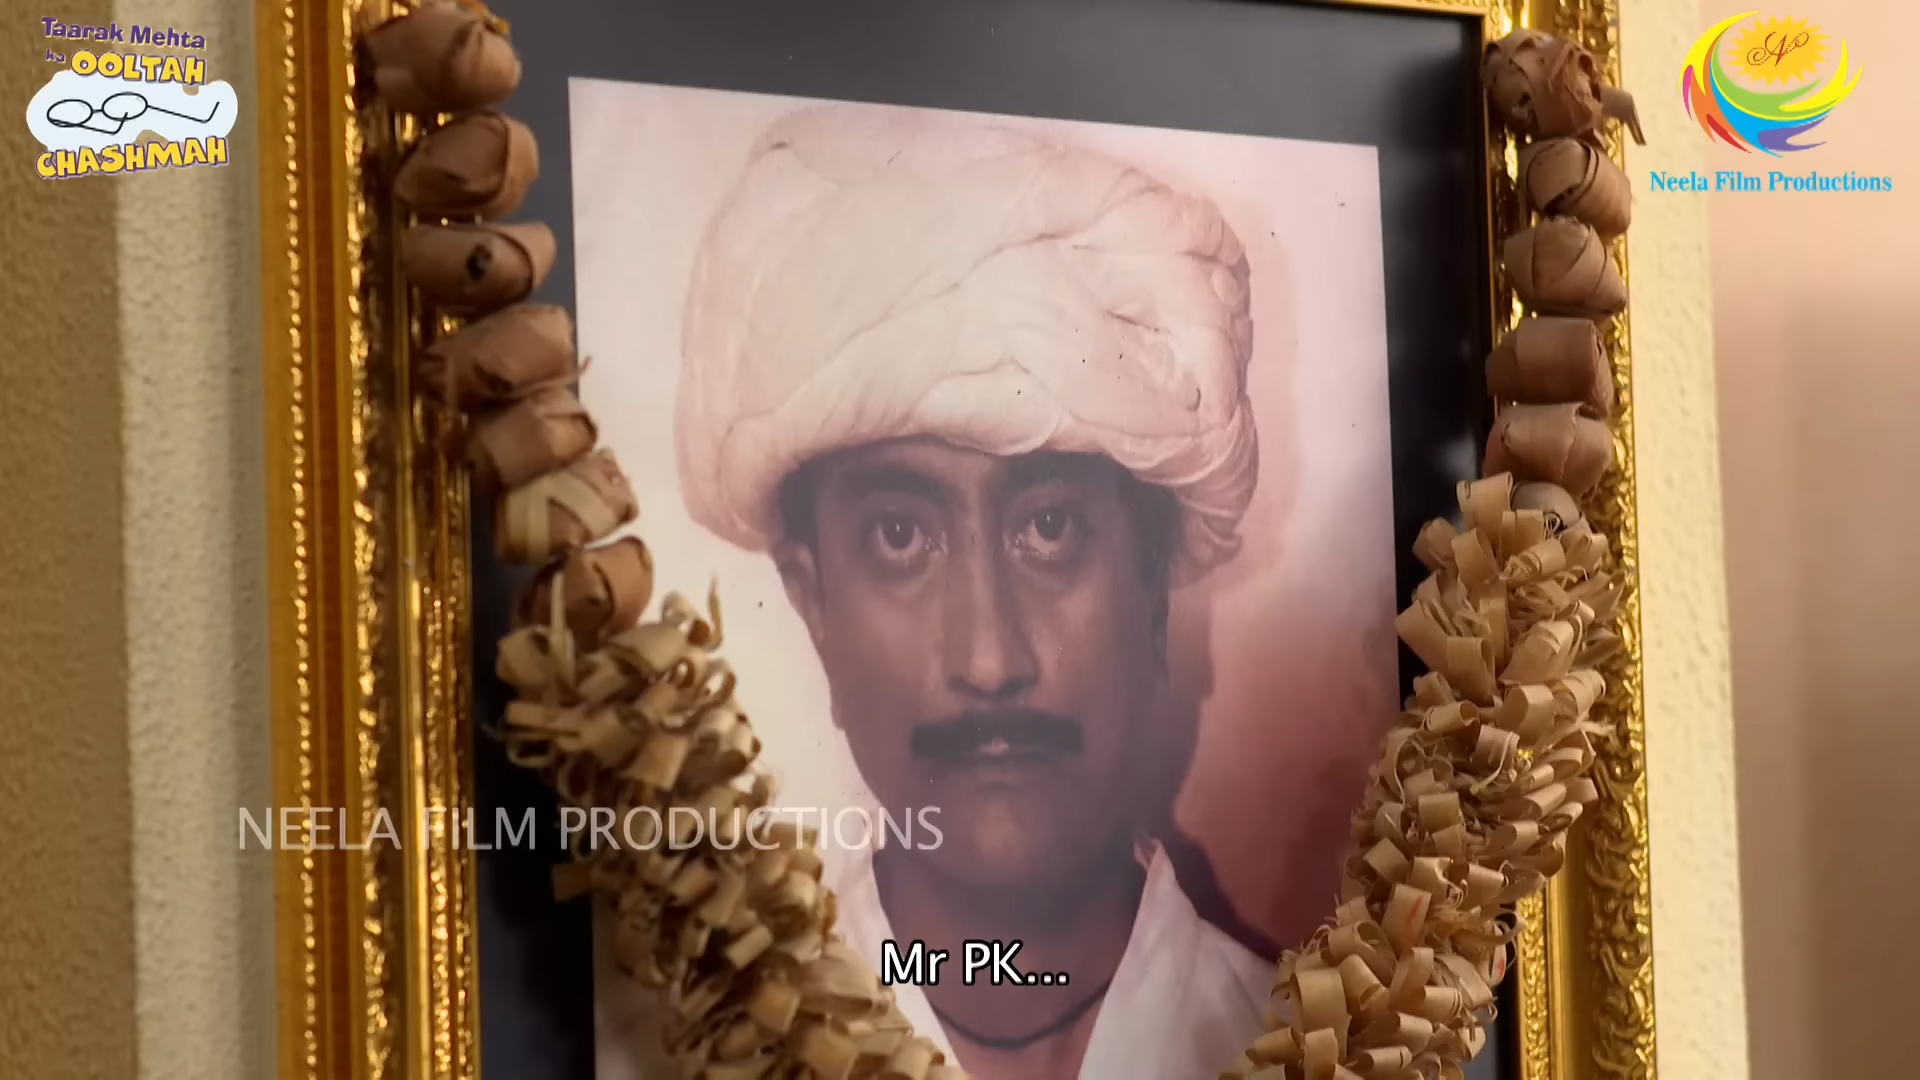 Taarak Mehta
ka OOLTAH
CHASHMAH
N
Neela Film Productions
NEELA FILM PRODUCTIONS
Mr PK...